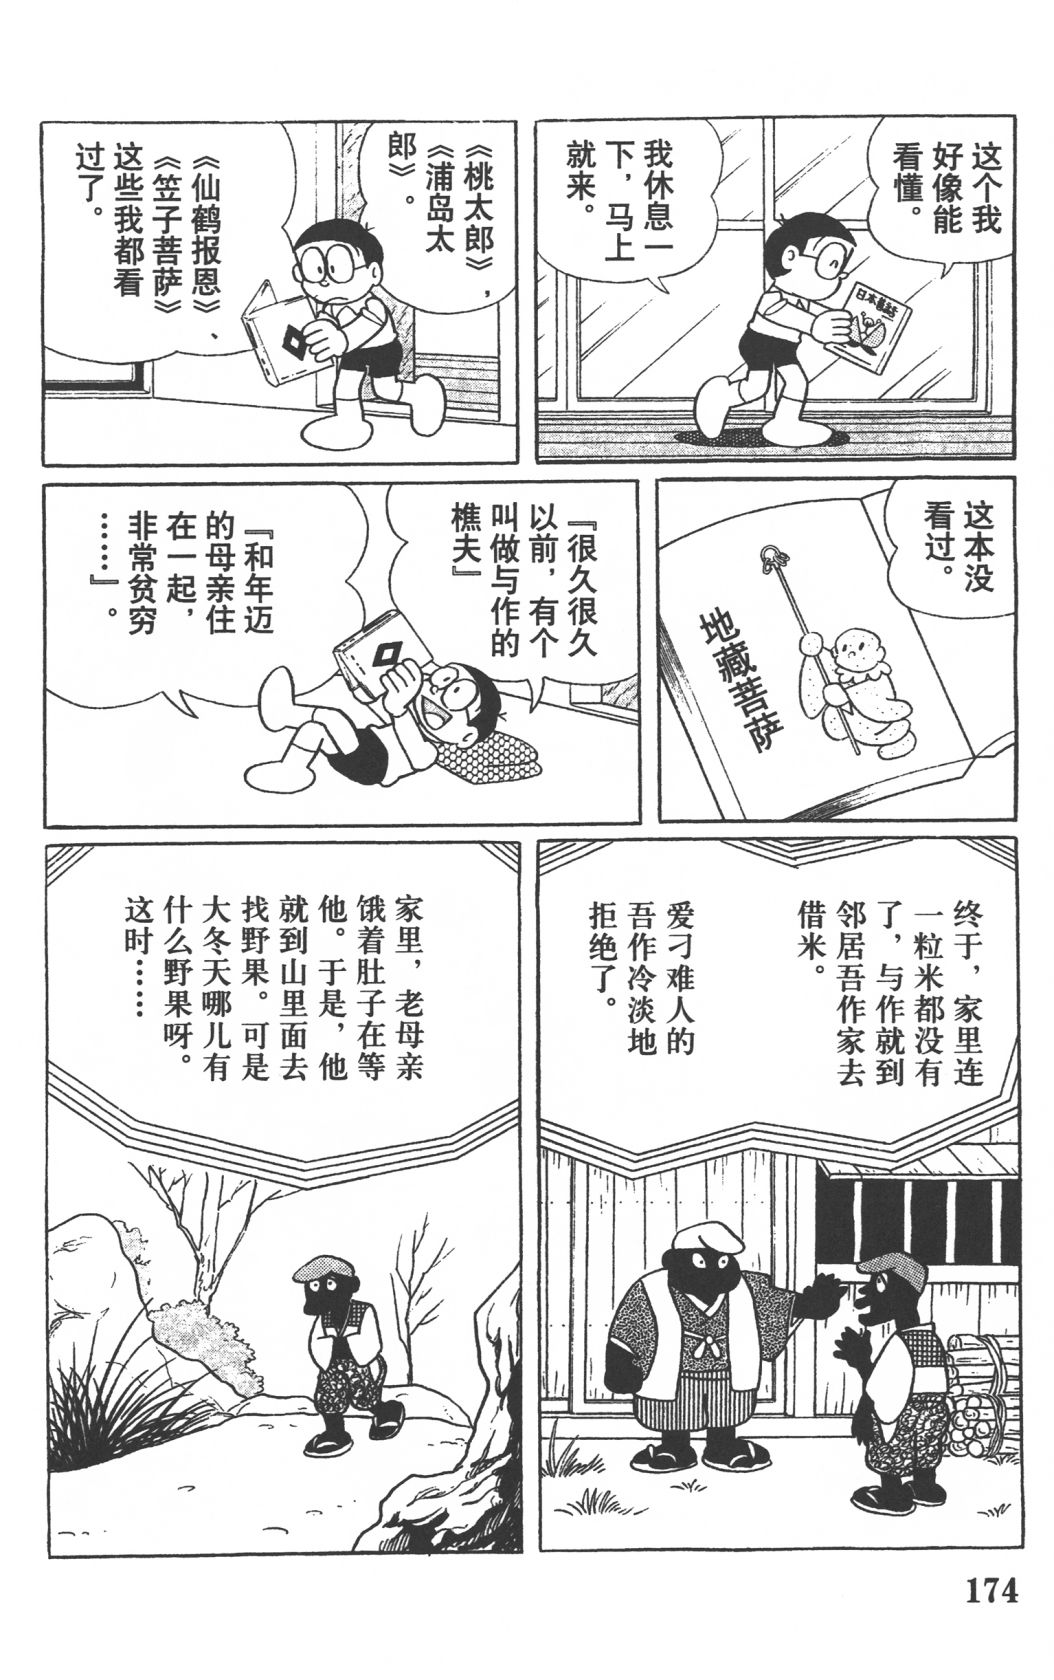 这个我
好像能
看懂。
我休息一
下，马上
就来。
《桃太郎》、
《浦岛太
郎》。
《仙鹤报恩》、
《笠子菩萨》
这些我都看
过了。
这本没
看过。
地藏菩萨
『很久很久
以前，有个
叫做与作的
樵夫』
『和年迈
的母亲住
在一起，
非常贫穷
……』。
终于，家里连
一粒米都没有
了，与作就到
邻居吾作家去
借米。
爱刁难人的
吾作冷淡地
拒绝了。
家里，老母亲
饿着肚子在等
他。于是，他
就到山里面去
找野果。可是
大冬天哪儿有
什么野果呀。
这时……
174